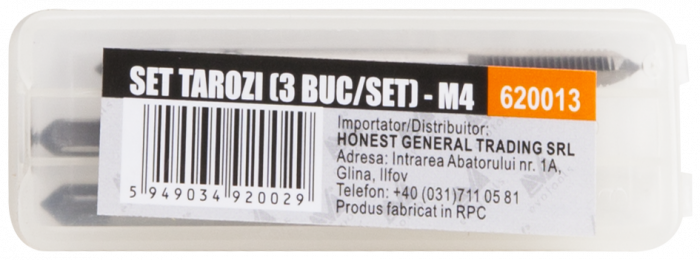 SET TAROZI (3 BUC/SET) - M4
620013
Importator/Distribuitor:
HONEST GENERAL TRADING SRL
Adresa: Intrarea Abatorului nr. 1A,
Glina, Ilfov
Telefon: +40 (031)711 05 81
Produs fabricat in RPC
5 949034 920029